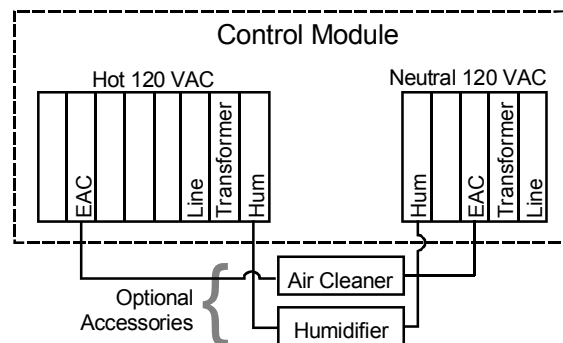 Control Module
Hot 120 VAC
Neutral 120 VAC
EAC
Line
Transformer
Hum
Hum
EAC
Transformer
Line
Air Cleaner
Optional
Accessories
Humidifier